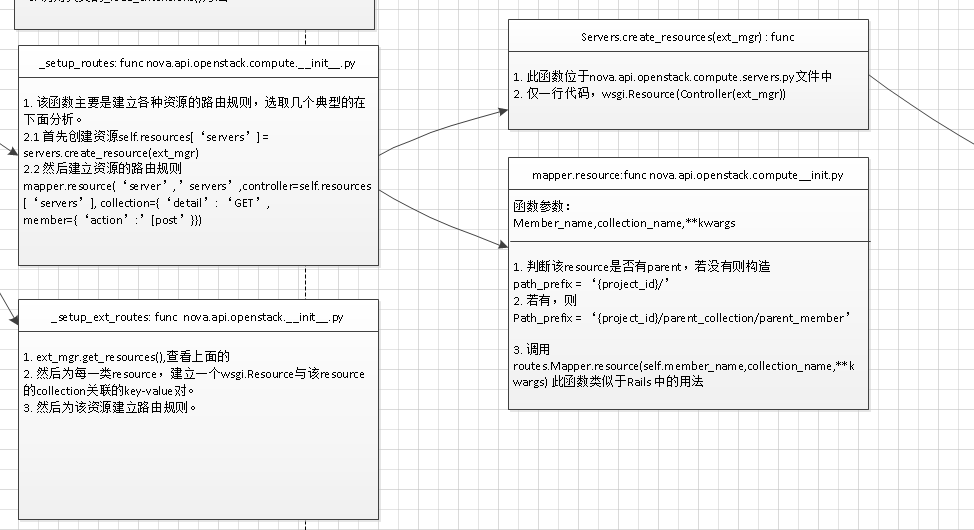 _setup_routes: func nova.api.openstack.compute.__init__.py
1. 该函数主要是建立各种资源的路由规则，选取几个典型的在
下面分析。
2.1 首先创建资源self.resources[‘servers’] =
servers.create_resource(ext_mgr)
2.2 然后建立资源的路由规则
mapper.resource(‘server’,’servers’,controller=self.resources
[‘servers’], collection={‘detail’: ‘GET’,
member={‘action’:’[post’}})
_setup_ext_routes: func nova.api.openstack.__init__.py
1. ext_mgr.get_resources(),查看上面的
2. 然后为每一类resource，建立一个wsgi.Resource与该resource
的collection关联的key-value对。
3. 然后为该资源建立路由规则。
Servers.create_resources(ext_mgr) : func
1. 此函数位于nova.api.openstack.compute.servers.py文件中
2. 仅一行代码，wsgi.Resource(Controller(ext_mgr))
mapper.resource:func nova.api.openstack.compute__init.py
函数参数：
Member_name,collection_name,**kwargs
1. 判断该resource是否有parent，若没有则构造
path_prefix = ‘{project_id}/’
2. 若有，则
Path_prefix = ‘{project_id}/parent_collection/parent_member’
3. 调用
routes.Mapper.resource(self.member_name,collection_name,**k
wargs) 此函数类似于Rails中的用法